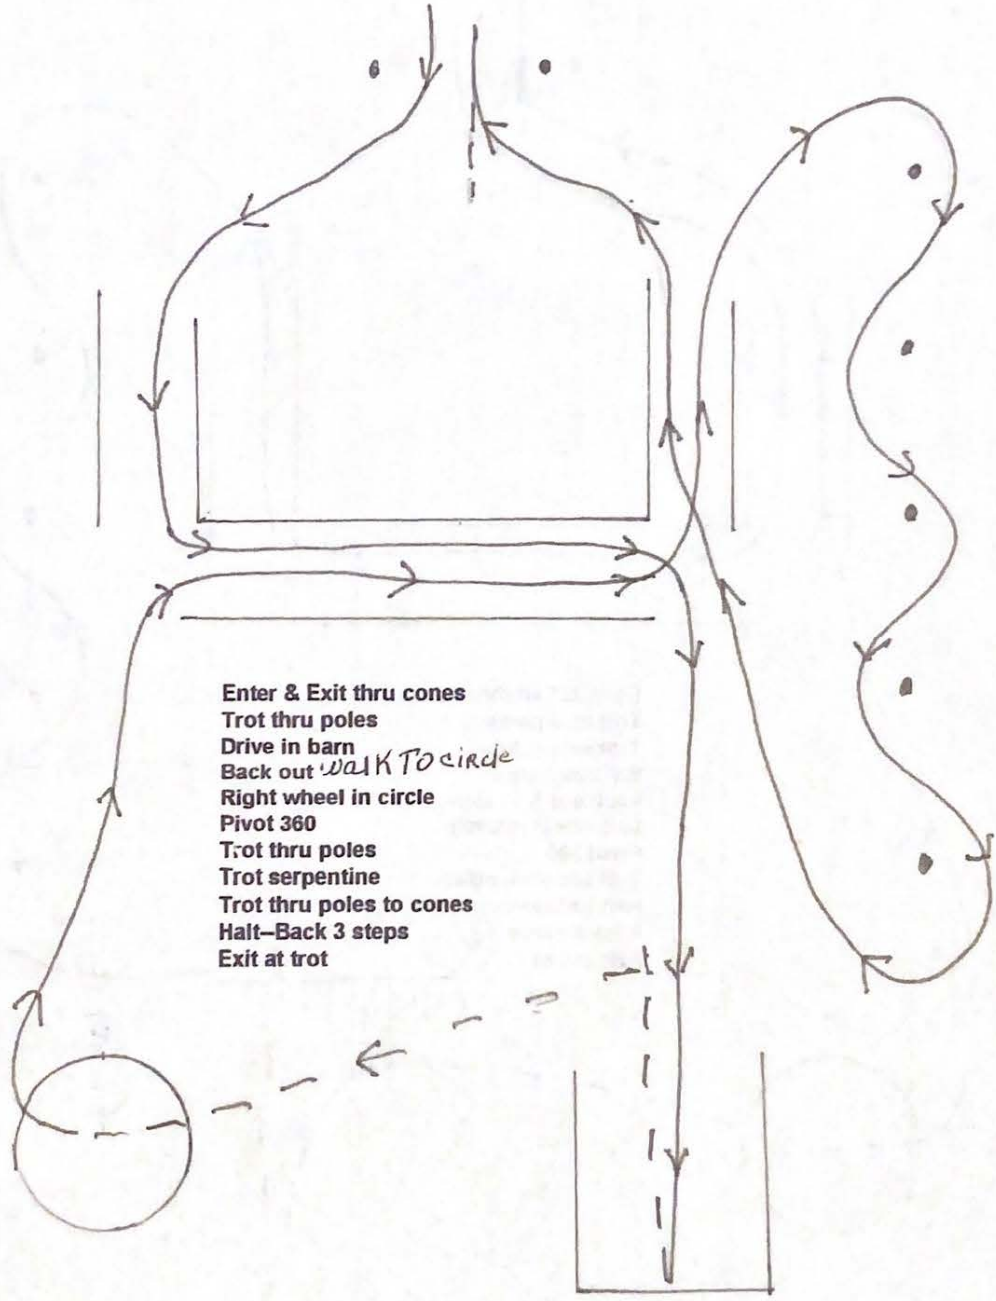 Enter & Exit thru cones
Trot thru poles
Drive in barn
Back out walk TO circle
Right wheel in circle
Pivot 360
Trot thru poles
Trot serpentine
Trot thru poles to cones
Halt–Back 3 steps
Exit at trot